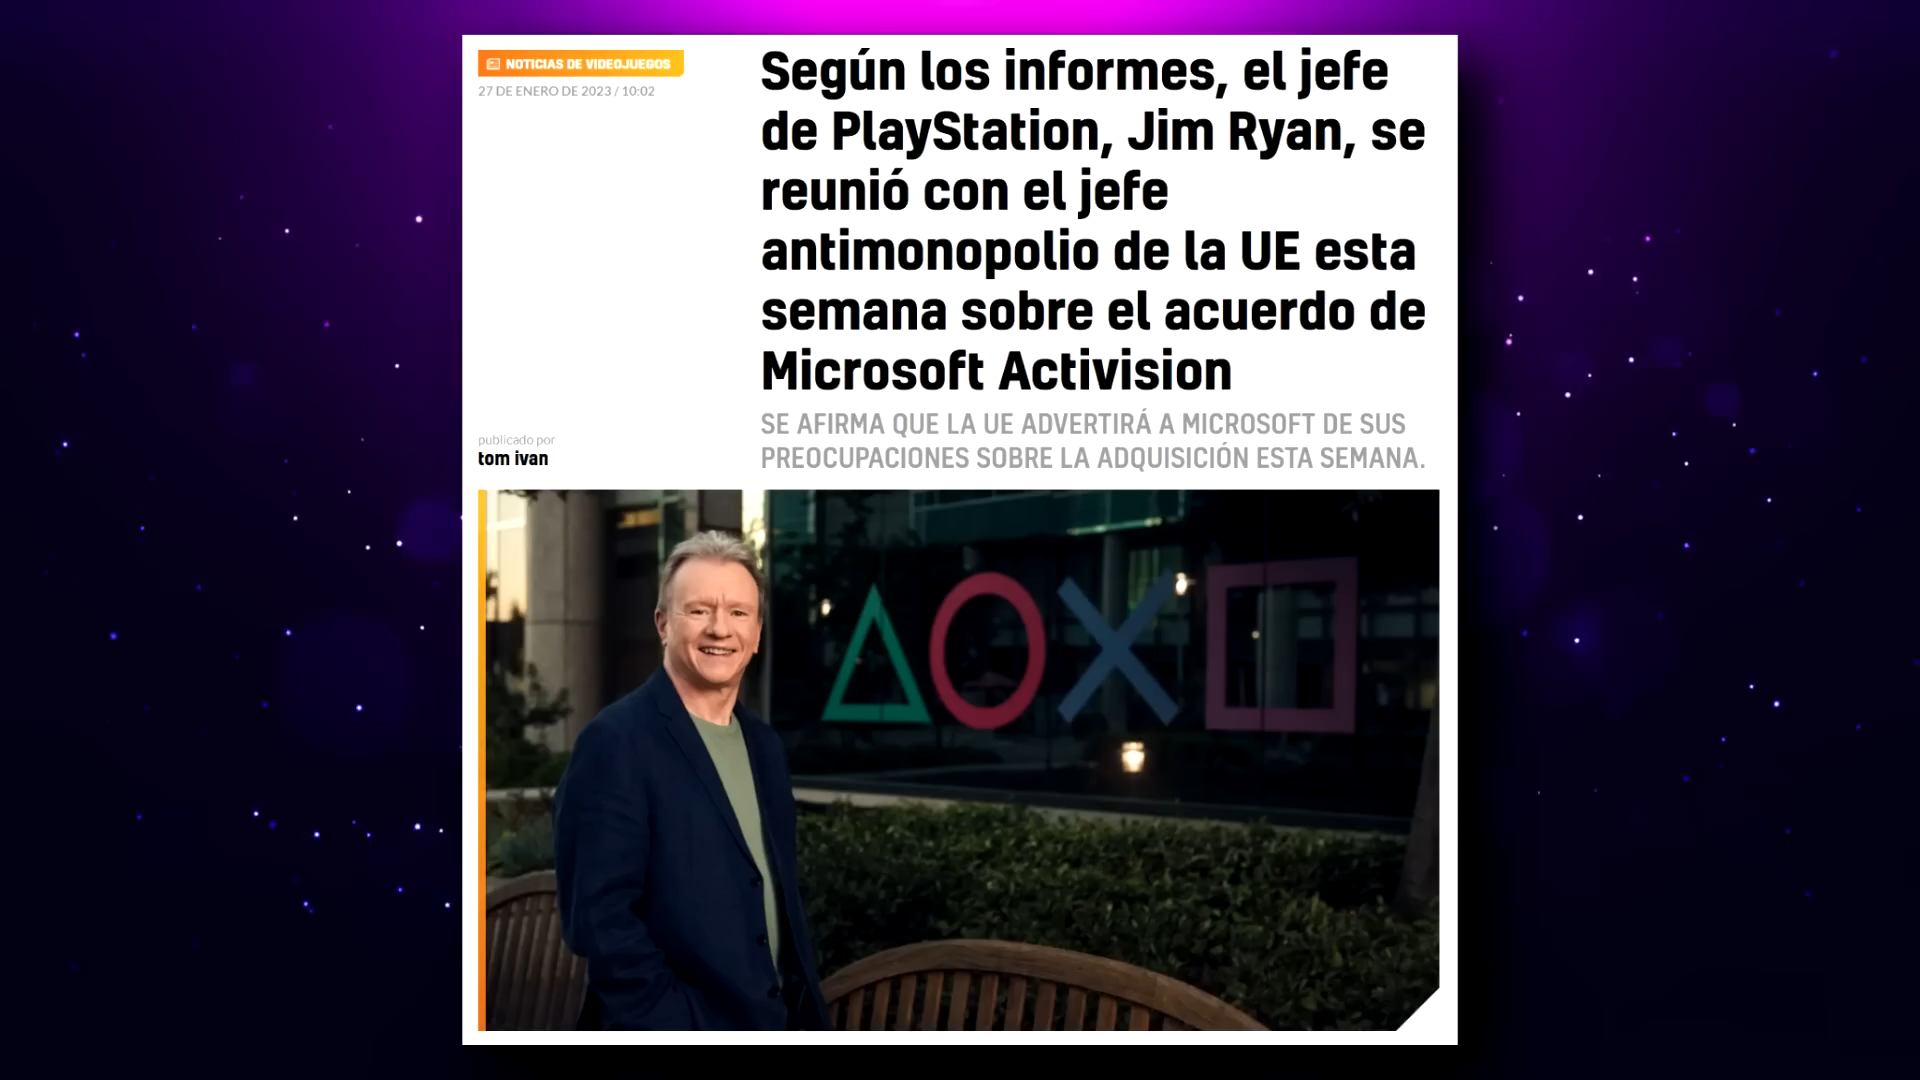 NOTICIAS DE VIDEOJUEGOS
27 DE ENERO DE 2023 / 10:02
Según los informes, el jefe
de PlayStation, Jim Ryan, se
reunió con el jefe
antimonopolio de la UE esta
semana sobre el acuerdo de
Microsoft Activision
SE AFIRMA QUE LA UE ADVERTIRÁ A MICROSOFT DE SUS
PREOCUPACIONES SOBRE LA ADQUISICIÓN ESTA SEMANA.
publicado por
tom ivan